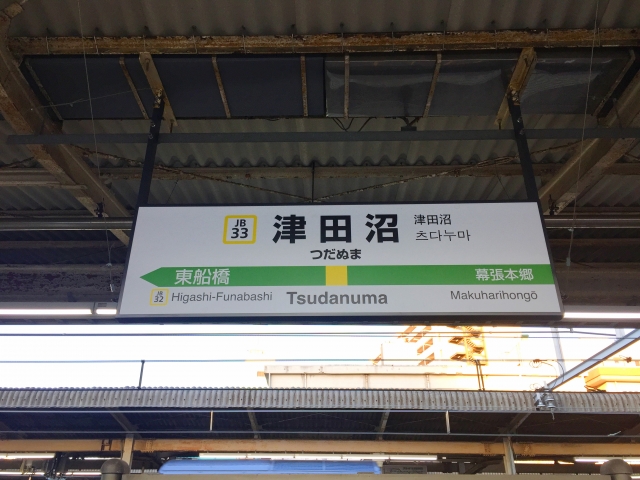 JB
33
津田沼
津田沼
츠다누마
つだぬま
東船橋
幕張本郷
JB
32
Higashi-Funabashi
Tsudanuma
Makuharihongō